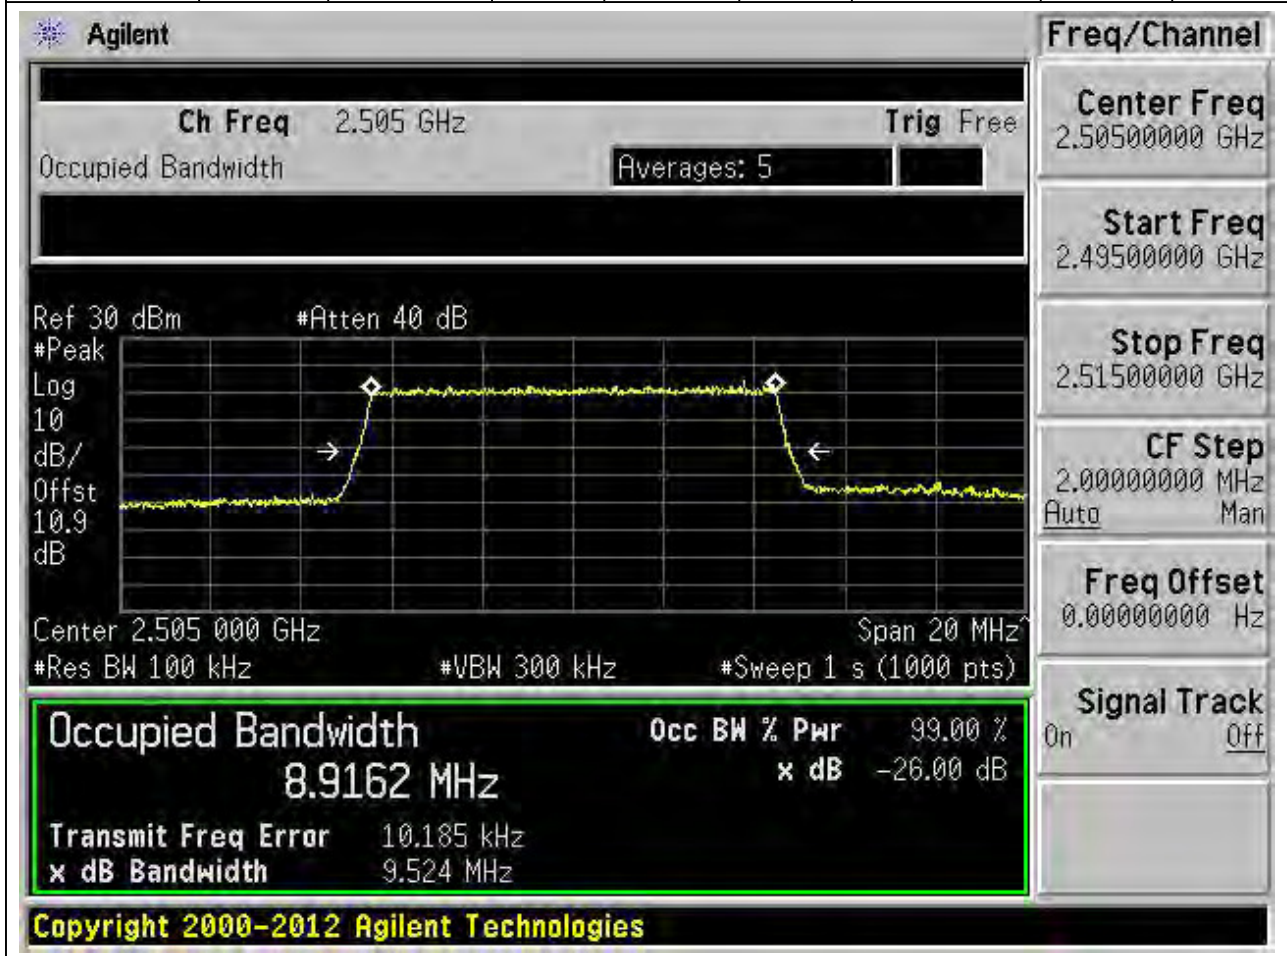 Agilent
Freq/Channel
Ch Freq 2.505 GHz Trig Free
Occupied Bandwidth Averages: 5
Center Freq
2.50500000 GHz
Start Freq
2.49500000 GHz
Stop Freq
2.51500000 GHz
CF Step
2.00000000 MHz
Auto Man
Freq Offset
0.00000000 Hz
Signal Track
On Off
Ref 30 dBm #Atten 40 dB
#Peak
Log
10
dB/
Offst
10.9
dB
Center 2.505 000 GHz Span 20 MHz^
#Res BW 100 kHz #VBW 300 kHz #Sweep 1 s (1000 pts)
Occupied Bandwidth Occ BW % Pwr 99.00 %
8.9162 MHz x dB -26.00 dB
Transmit Freq Error 10.185 kHz
x dB Bandwidth 9.524 MHz
Copyright 2000-2012 Agilent Technologies